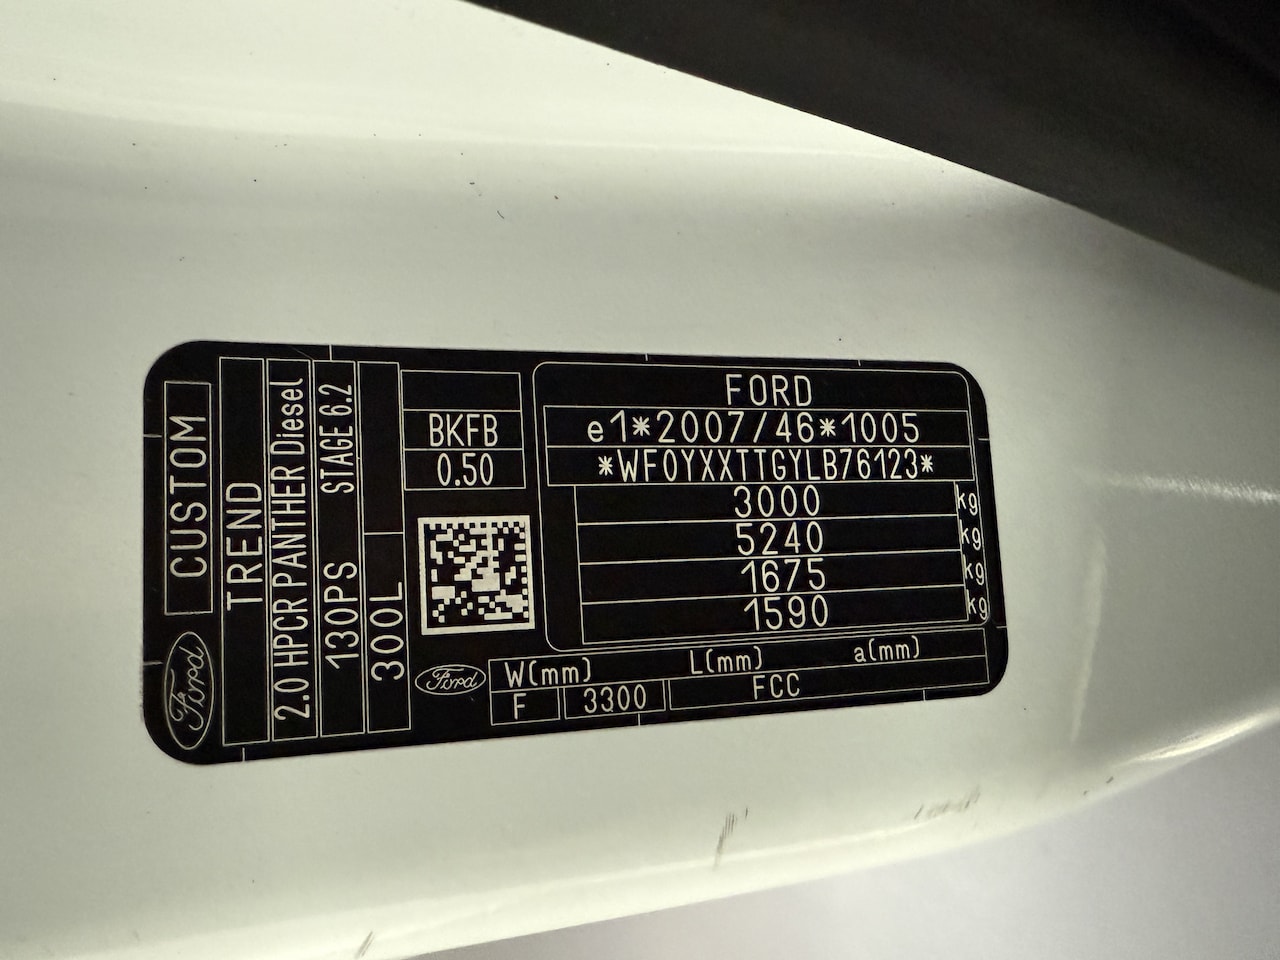 Ford
CUSTOM
TREND
2.0 HPCR PANTHER Diesel
130PS STAGE 6.2
300L
BKFB
0.50
Ford
FORD
e1*2007/46*1005
*WF0YXXTTGYLB76123*
3000 kg
5240 kg
1675 kg
1590 kg
W(mm) L(mm) a(mm)
F 3300 FCC